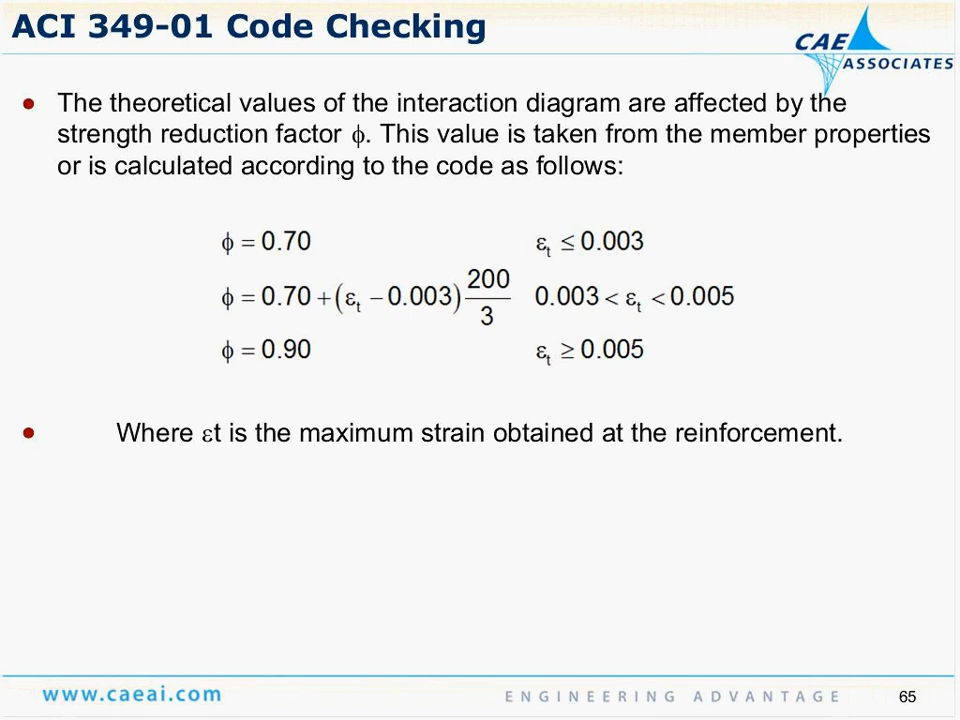 ACI 349-01 Code Checking
CAE
ASSOCIATES
● The theoretical values of the interaction diagram are affected by the
strength reduction factor ϕ. This value is taken from the member properties
or is calculated according to the code as follows:
ϕ = 0.70 εt ≤ 0.003
ϕ = 0.70 + (εt − 0.003) 200/3 0.003 < εt < 0.005
ϕ = 0.90 εt ≥ 0.005
● Where εt is the maximum strain obtained at the reinforcement.
www.caeai.com ENGINEERING ADVANTAGE 65